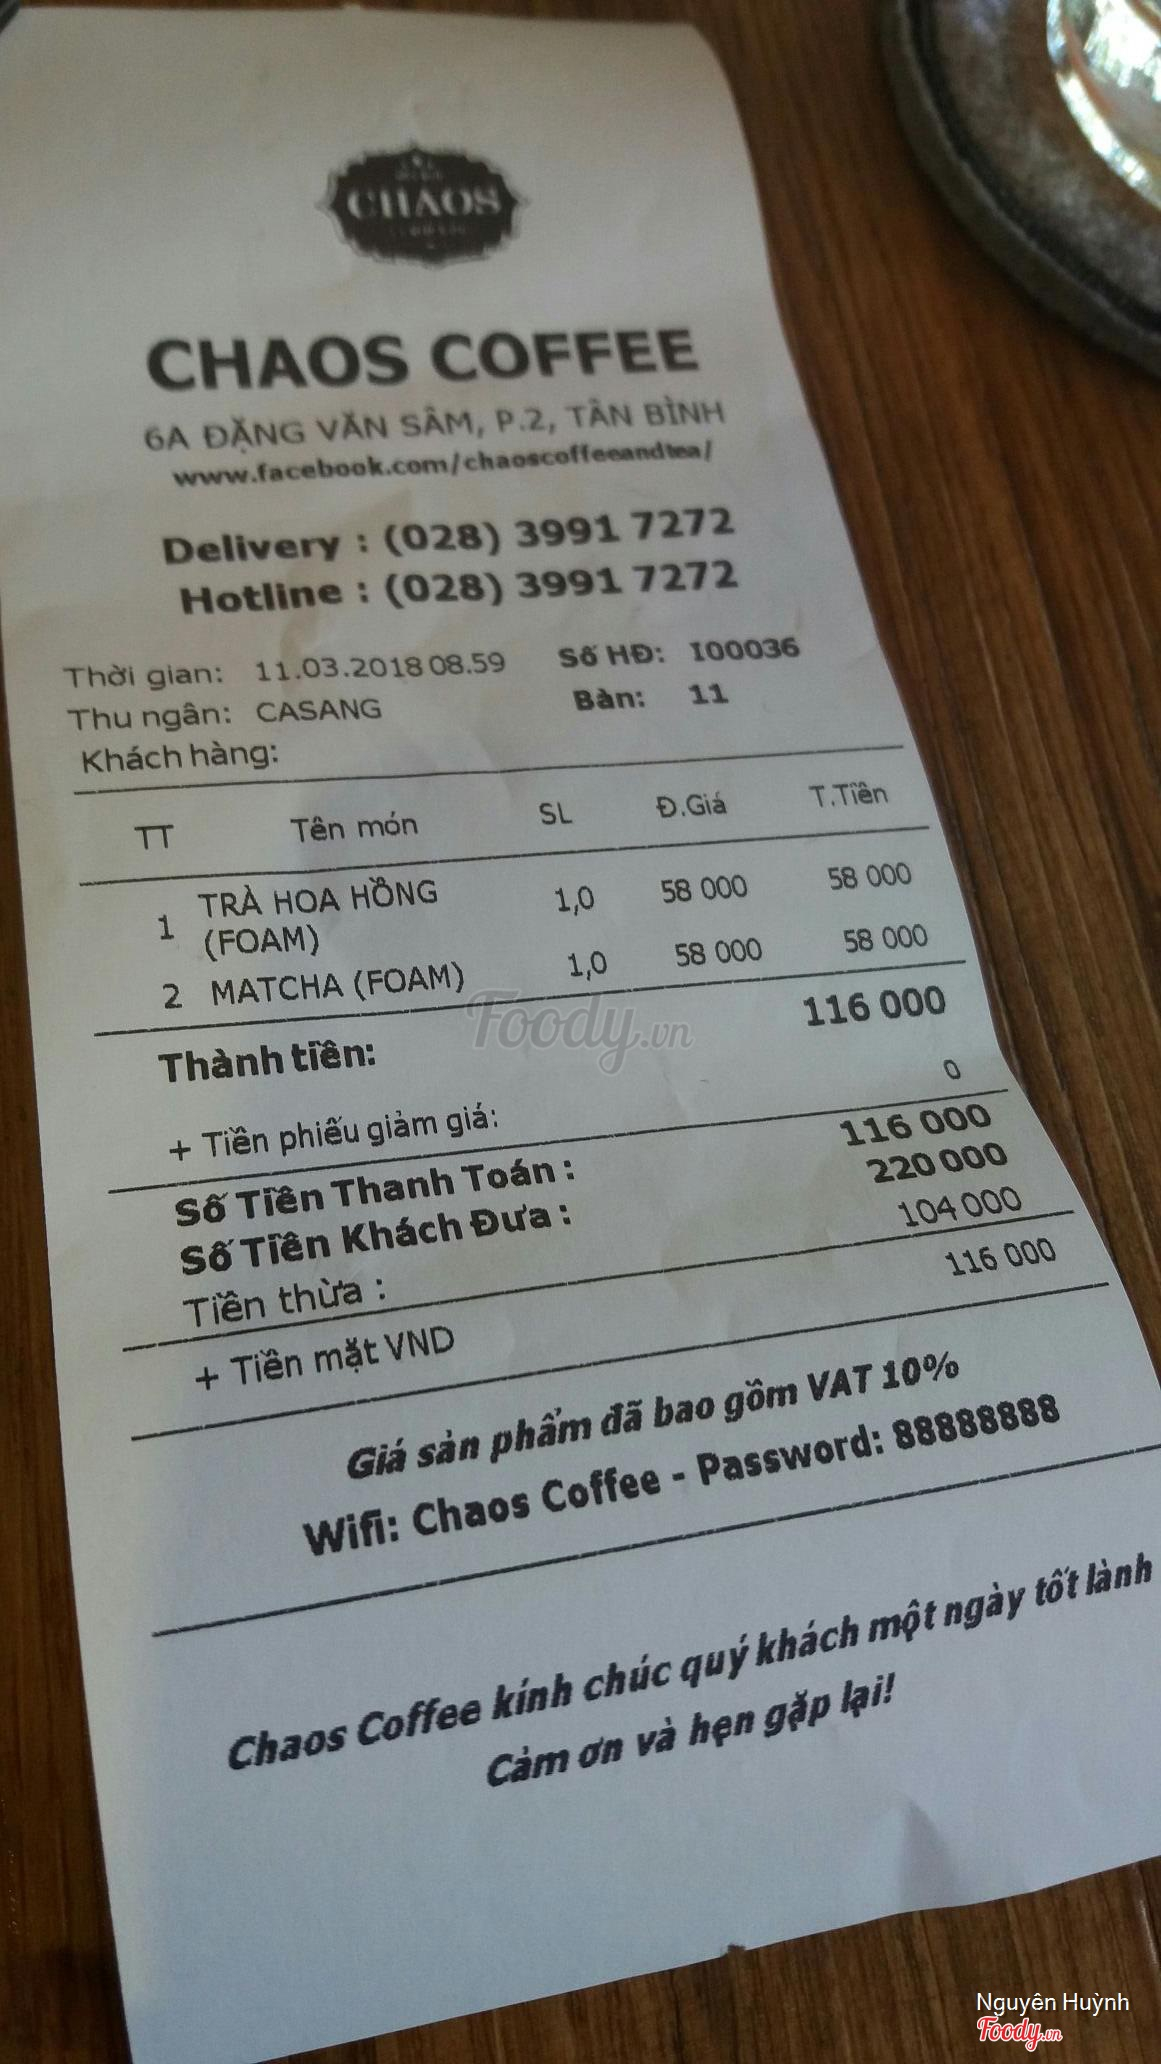 CHAOS
CHAOS COFFEE
6A ĐẶNG VĂN SÂM, P.2, TÂN BÌNH
www.facebook.com/chaoscoffeeandtea/
Delivery : (028) 3991 7272
Hotline : (028) 3991 7272
Thời gian: 11.03.2018 08.59 Số HĐ: I00036
Thu ngân: CASANG Bàn: 11
Khách hàng:
TT Tên món SL Đ.Giá T.Tiền
1 TRÀ HOA HỒNG (FOAM) 1,0 58 000 58 000
2 MATCHA (FOAM) 1,0 58 000 58 000
Foody.vn
Thành tiền: 116 000
+ Tiền phiếu giảm giá: 0
Số Tiền Thanh Toán : 116 000
Số Tiền Khách Đưa : 220 000
Tiền thừa : 104 000
+ Tiền mặt VND 116 000
Giá sản phẩm đã bao gồm VAT 10%
Wifi: Chaos Coffee - Password: 88888888
Chaos Coffee kính chúc quý khách một ngày tốt lành
Cảm ơn và hẹn gặp lại!
Nguyên Huỳnh
Foody.vn